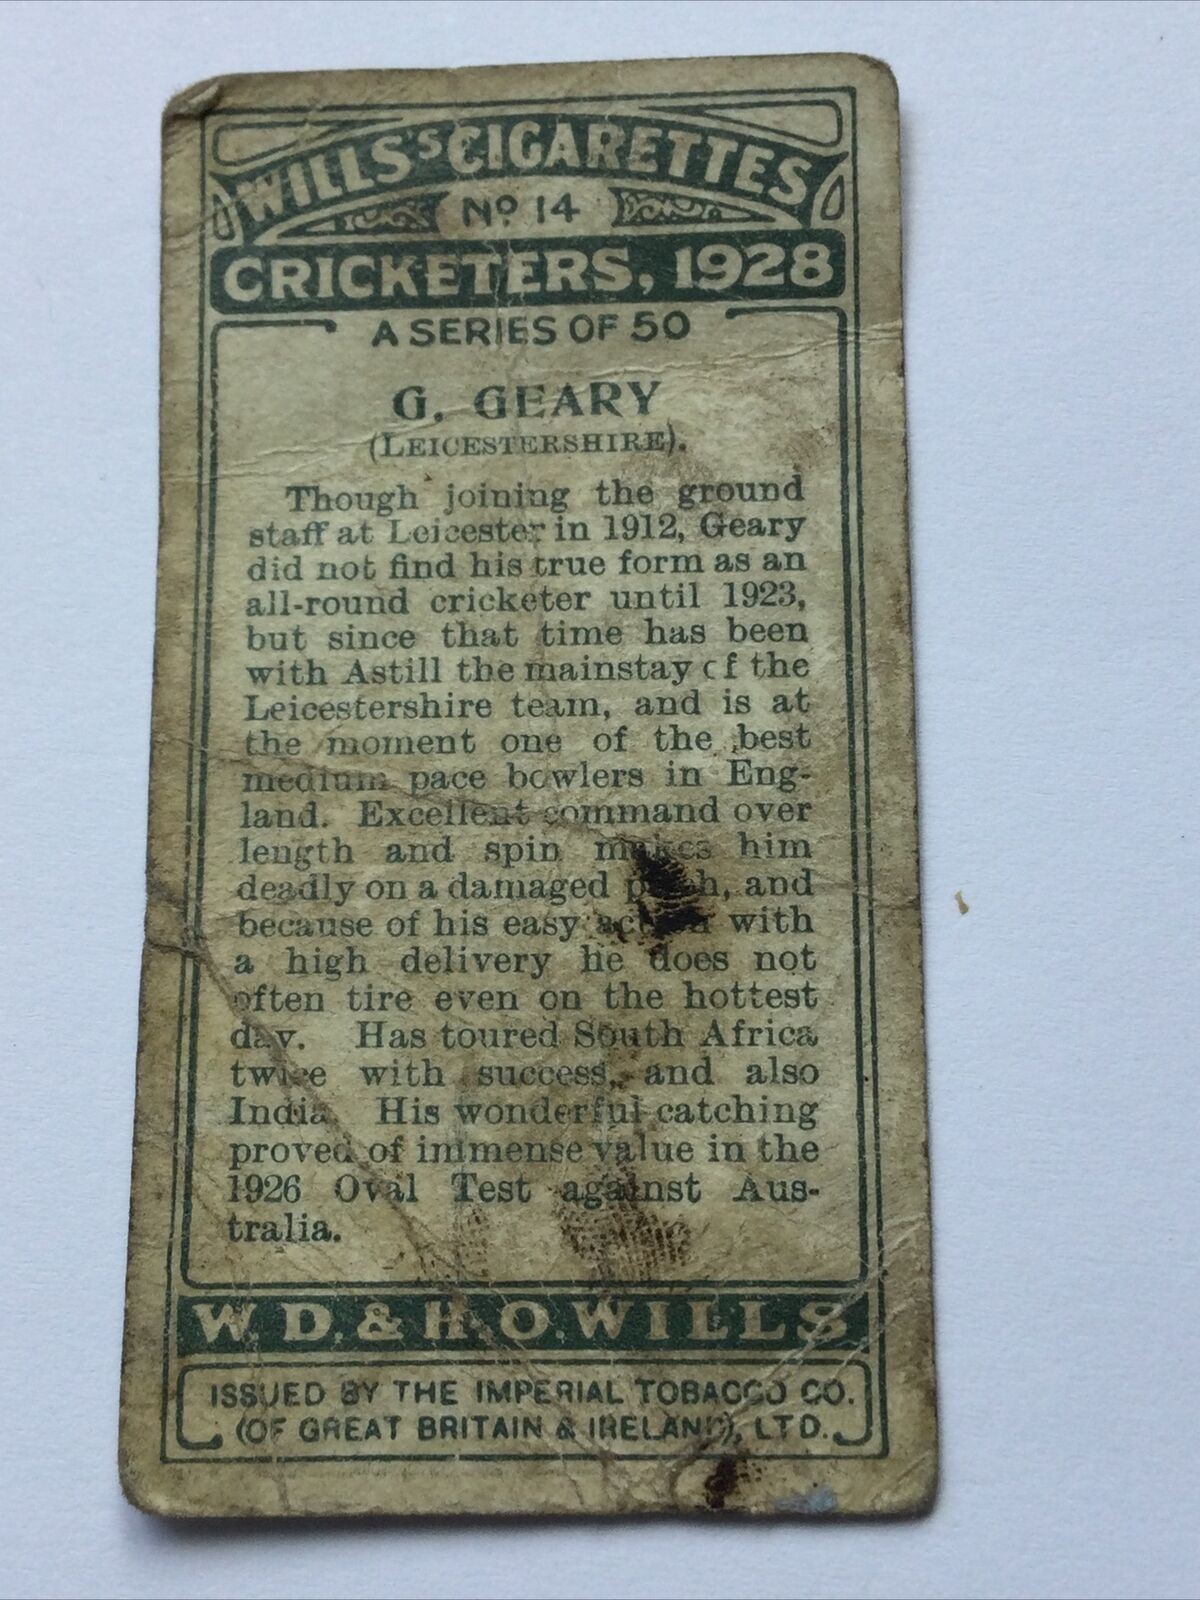 WILLS'S CIGARETTES
No 14
CRICKETERS, 1928
A SERIES OF 50
G. GEARY
(LEICESTERSHIRE).
Though joining the ground
staff at Leicester in 1912, Geary
did not find his true form as an
all-round cricketer until 1923,
but since that time has been
with Astill the mainstay of the
Leicestershire team, and is at
the moment one of the best
medium pace bowlers in Eng-
land. Excellent command over
length and spin makes him
deadly on a damaged pitch, and
because of his easy action with
a high delivery he does not
often tire even on the hottest
day. Has toured South Africa
twice with success, and also
India. His wonderful catching
proved of immense value in the
1926 Oval Test against Aus-
tralia.
W. D. & H. O. WILLS
ISSUED BY THE IMPERIAL TOBACCO CO.
(OF GREAT BRITAIN & IRELAND), LTD.